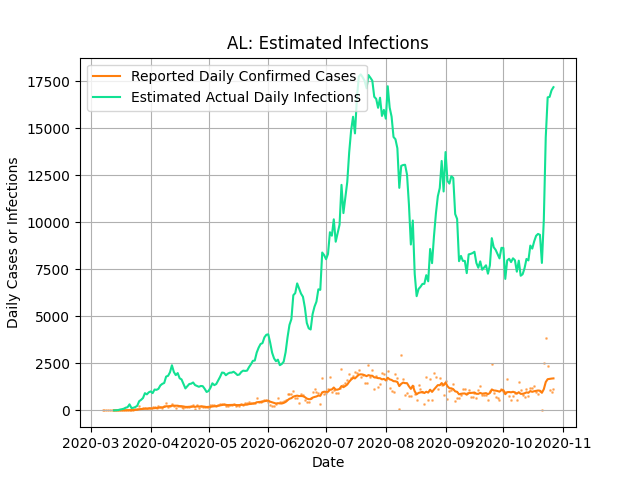 AL: Estimated Infections
Reported Daily Confirmed Cases
Estimated Actual Daily Infections
Daily Cases or Infections
17500
15000
12500
10000
7500
5000
2500
0
2020-03 2020-04 2020-05 2020-06 2020-07 2020-08 2020-09 2020-10 2020-11
Date